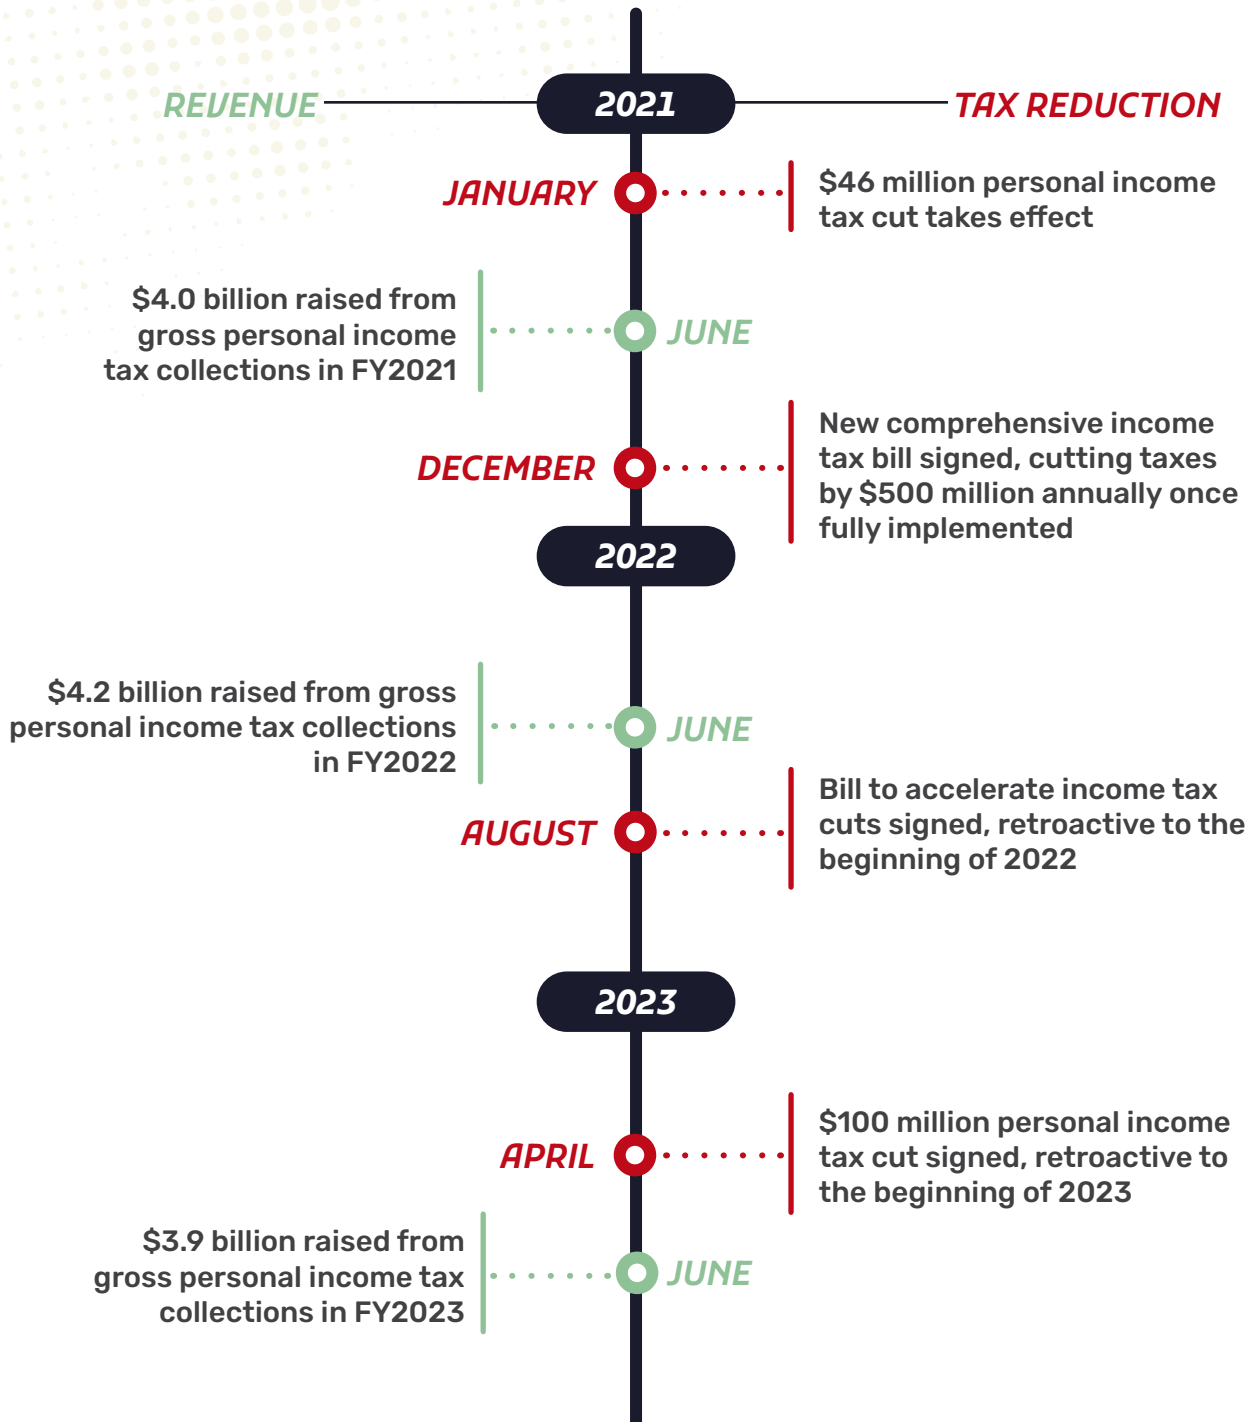 REVENUE
2021
TAX REDUCTION
JANUARY
$46 million personal income
tax cut takes effect
$4.0 billion raised from
gross personal income
tax collections in FY2021
JUNE
DECEMBER
New comprehensive income
tax bill signed, cutting taxes
by $500 million annually once
fully implemented
2022
$4.2 billion raised from gross
personal income tax collections
in FY2022
JUNE
AUGUST
Bill to accelerate income tax
cuts signed, retroactive to the
beginning of 2022
2023
APRIL
$100 million personal income
tax cut signed, retroactive to
the beginning of 2023
$3.9 billion raised from
gross personal income tax
collections in FY2023
JUNE